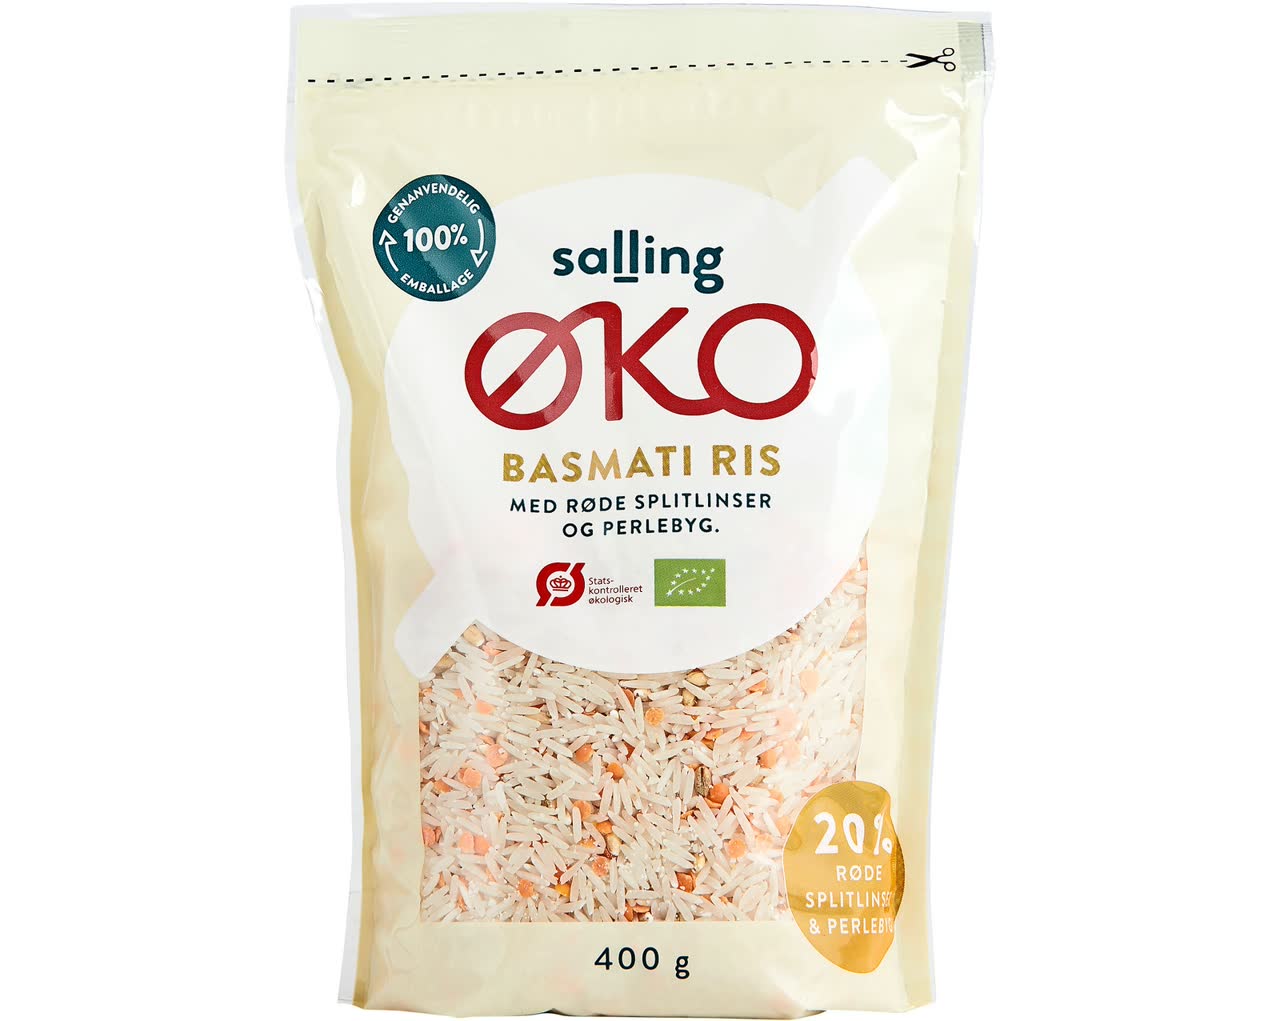 GENANVENDELIG
100%
EMBALLAGE
salling
ØKO
BASMATI RIS
MED RØDE SPLITLINSER
OG PERLEBYG.
Stats-
kontrolleret
økologisk
20%
RØDE
SPLITLINSER
& PERLEBYG
400 g